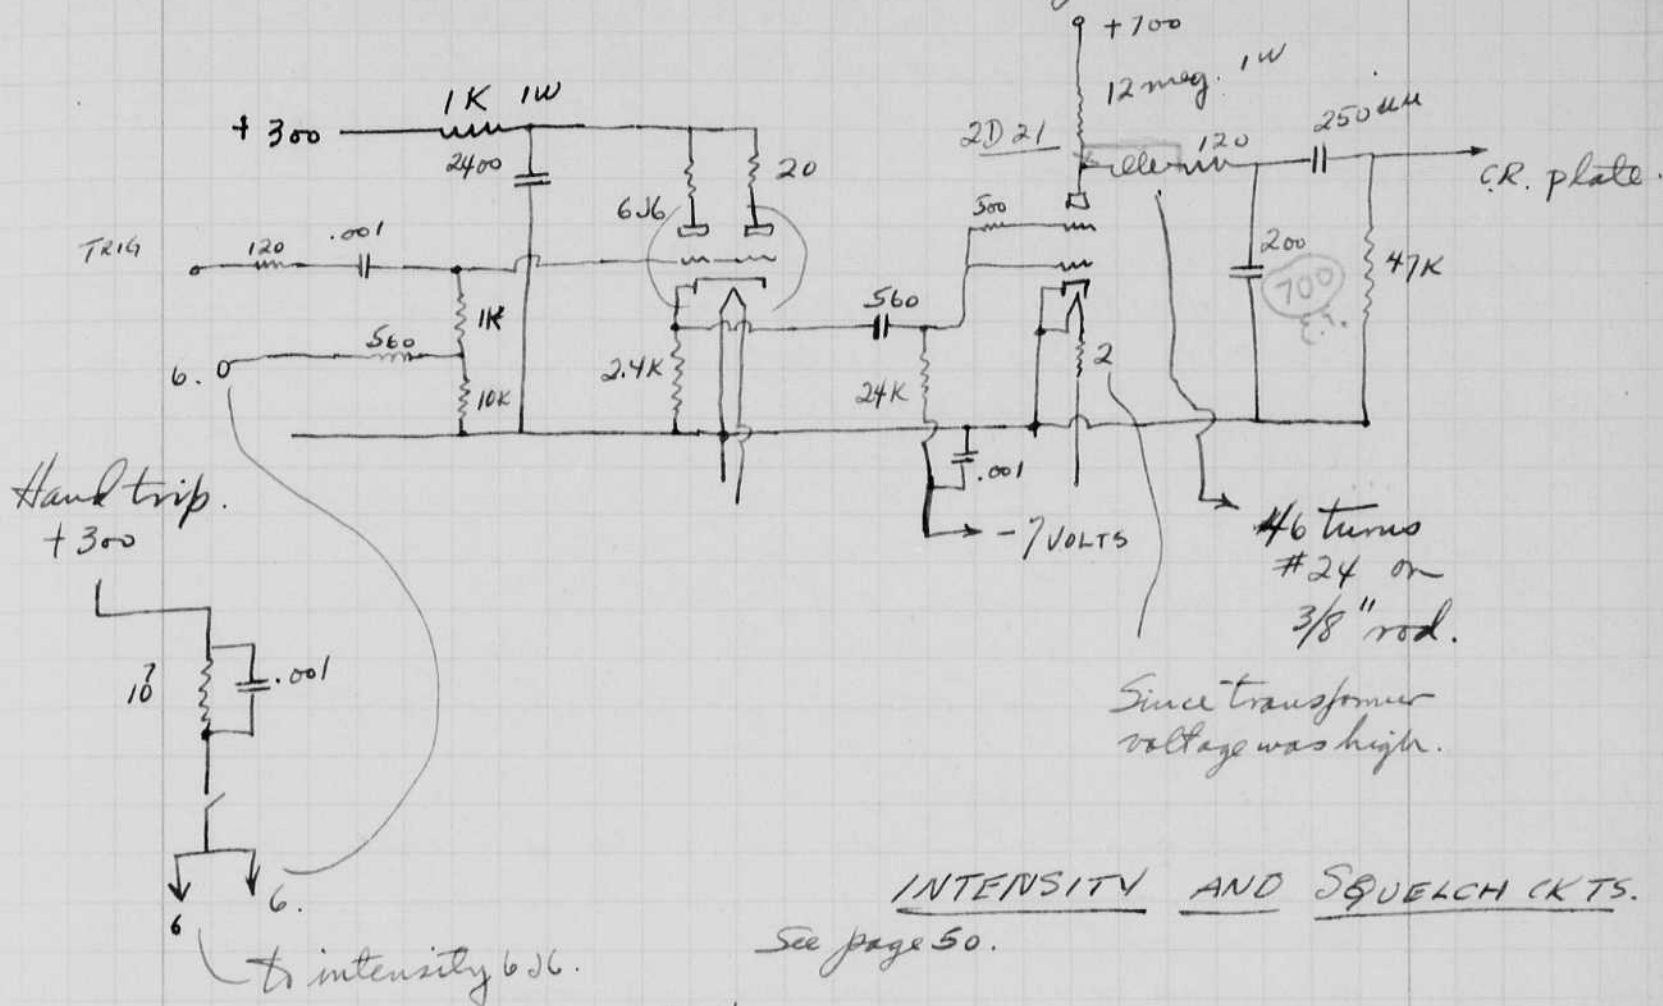 +700
12 meg. 1W
1K 1W
+300
2400
20
6J6
2D21
120
250 μμ
C.R. plate.
TRIG
120
.001
500
200
700
E.T.
47K
1K
560
560
6.
10K
2.4K
24K
2
.001
-7 VOLTS
Hand trip.
+300
46 turns
#24 on
3/8" rod.
10⁷
.001
Since transformer
voltage was high.
6
6.
INTENSITY AND SQUELCH CKTS.
See page 50.
to intensity 6J6.